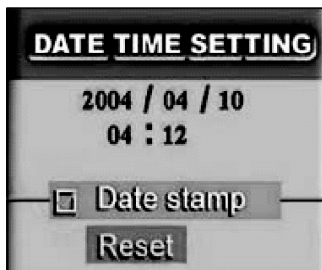 DATE TIME SETTING
2004 / 04 / 10
04 : 12
Date stamp
Reset